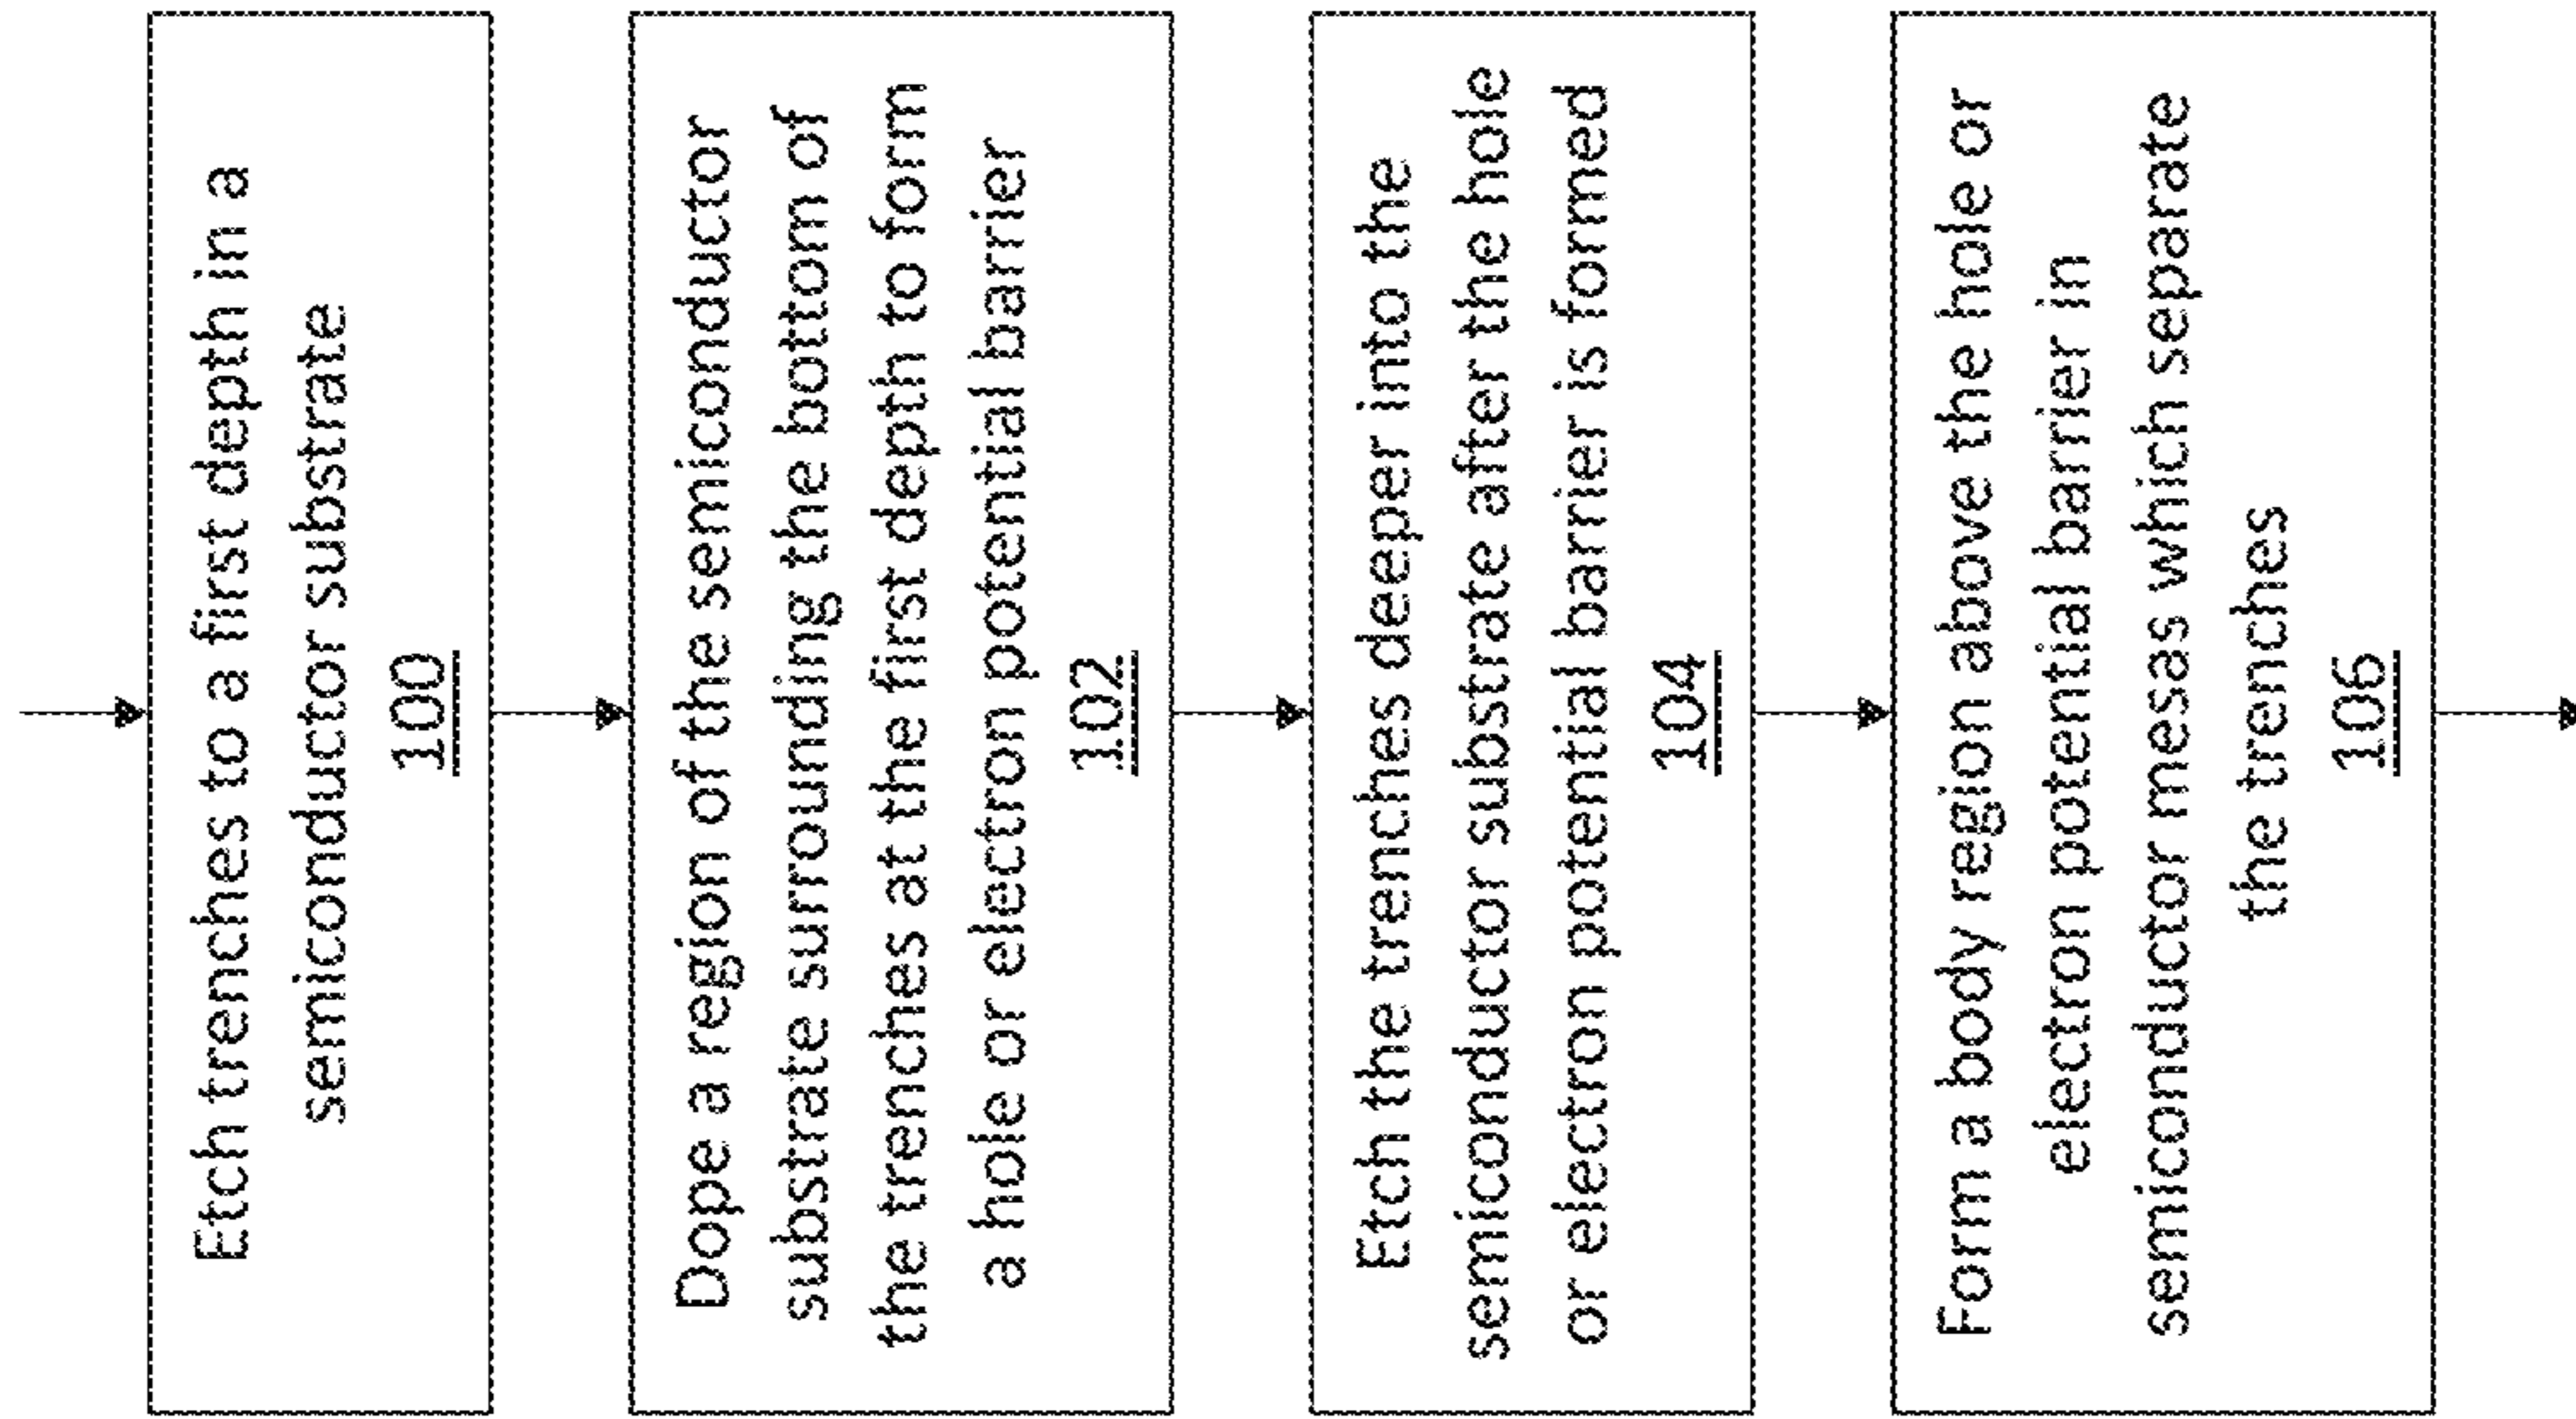 Etch trenches to a first depth in a
semiconductor substrate
100
Dope a region of the semiconductor
substrate surrounding the bottom of
the trenches at the first depth to form
a hole or electron potential barrier
102
Etch the trenches deeper into the
semiconductor substrate after the hole
or electron potential barrier is formed
104
Form a body region above the hole or
electron potential barrier in
semiconductor mesas which separate
the trenches
106